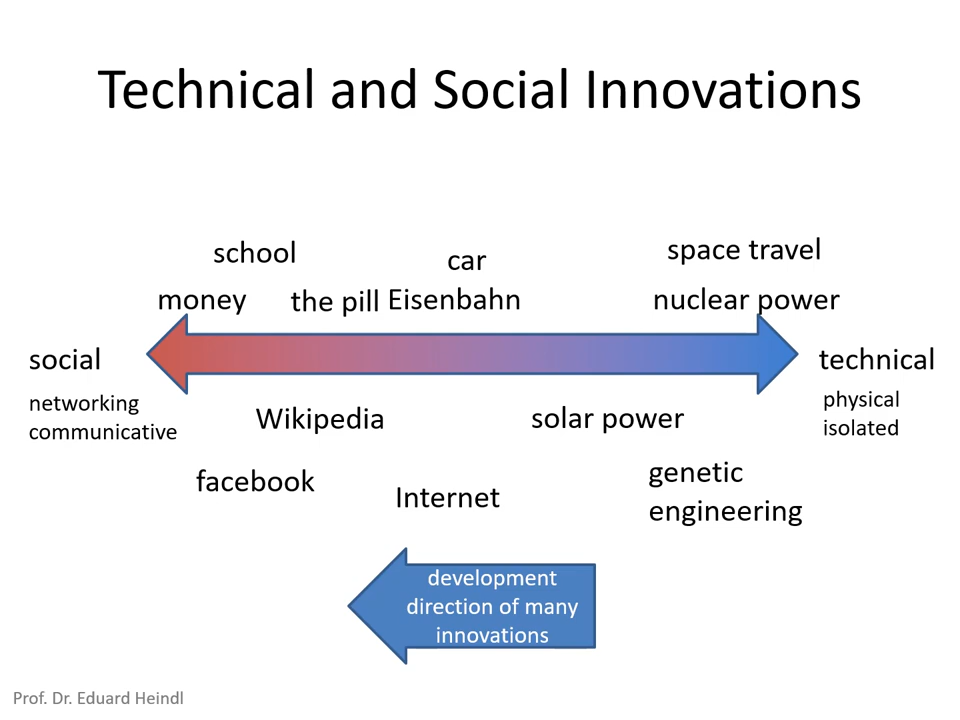 Technical and Social Innovations
school
car
space travel
money
the pill
Eisenbahn
nuclear power
social
technical
networking
communicative
physical
isolated
Wikipedia
solar power
facebook
Internet
genetic
engineering
development
direction of many
innovations
Prof. Dr. Eduard Heindl